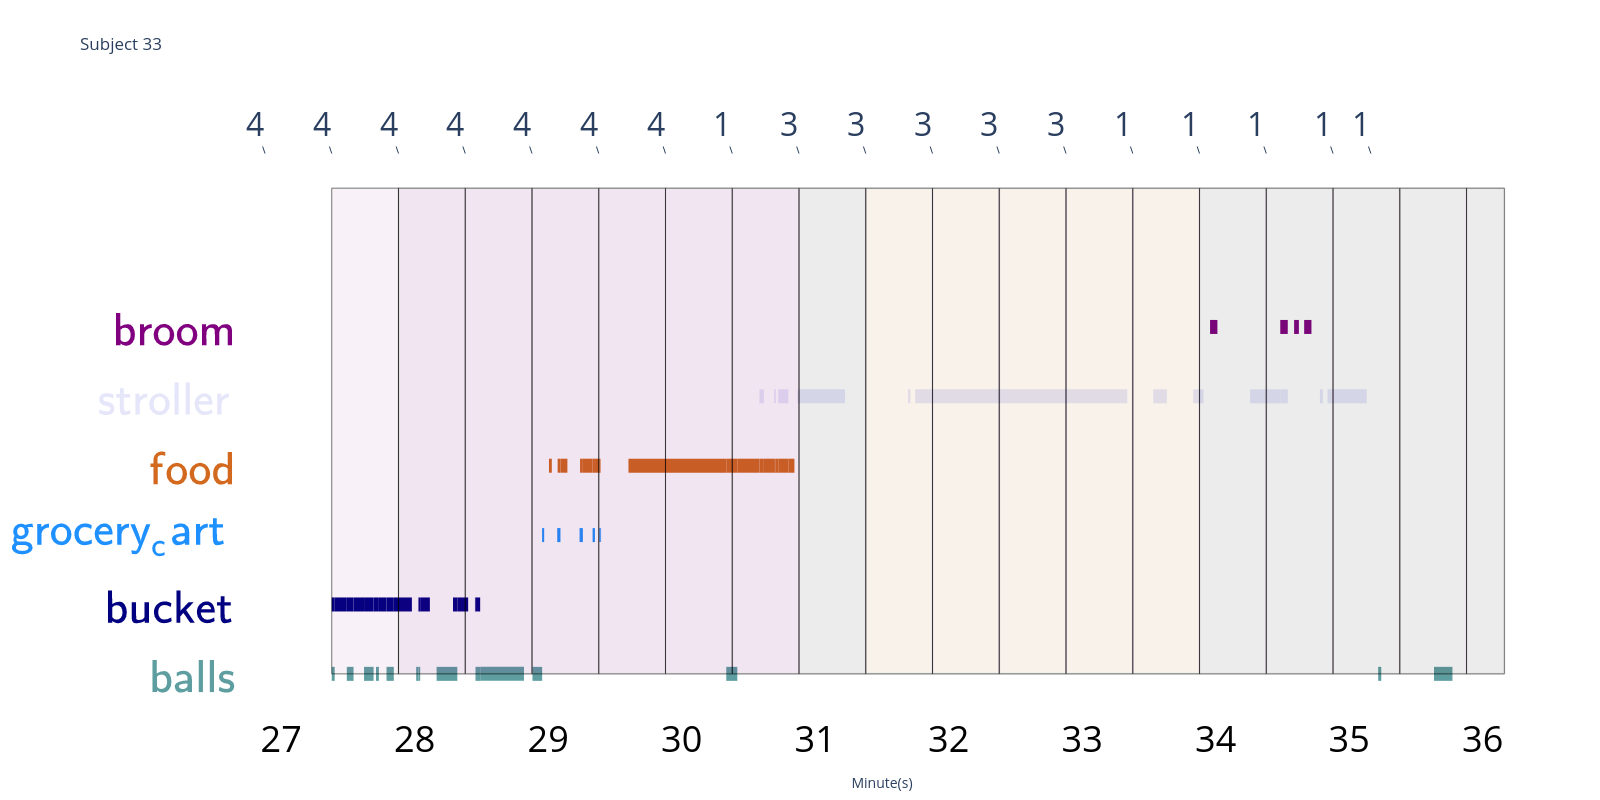 Subject 33
4 4 4 4 4 4 4 1 3 3 3 3 3 1 1 1 1 1
broom
stroller
food
grocery_cart
bucket
balls
27 28 29 30 31 32 33 34 35 36
Minute(s)